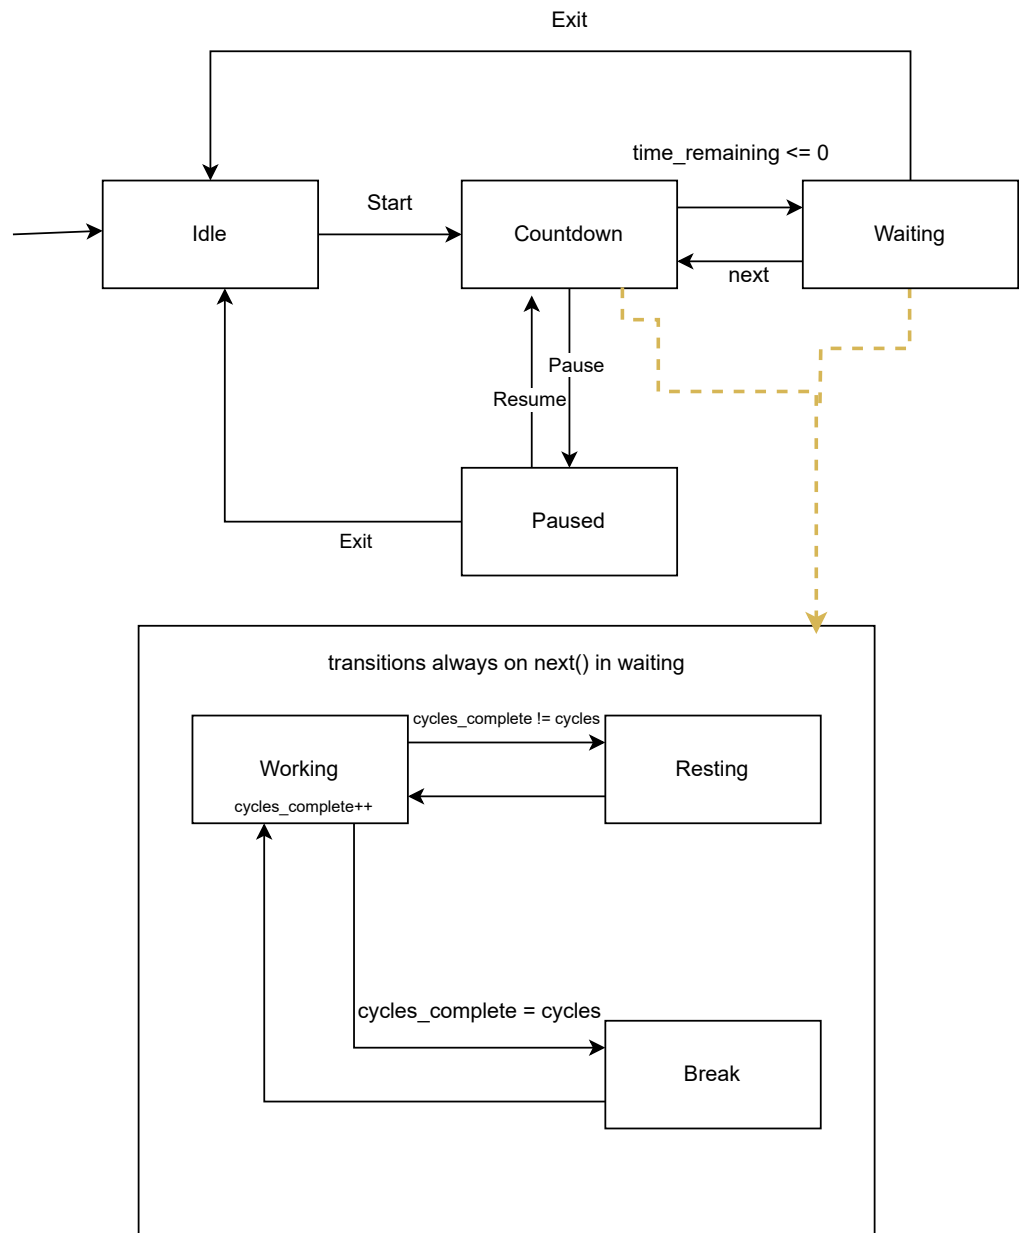 Exit
time_remaining <= 0
Start
Idle
Countdown
Waiting
next
Pause
Resume
Paused
Exit
transitions always on next() in waiting
cycles_complete != cycles
Working
Resting
cycles_complete++
cycles_complete = cycles
Break